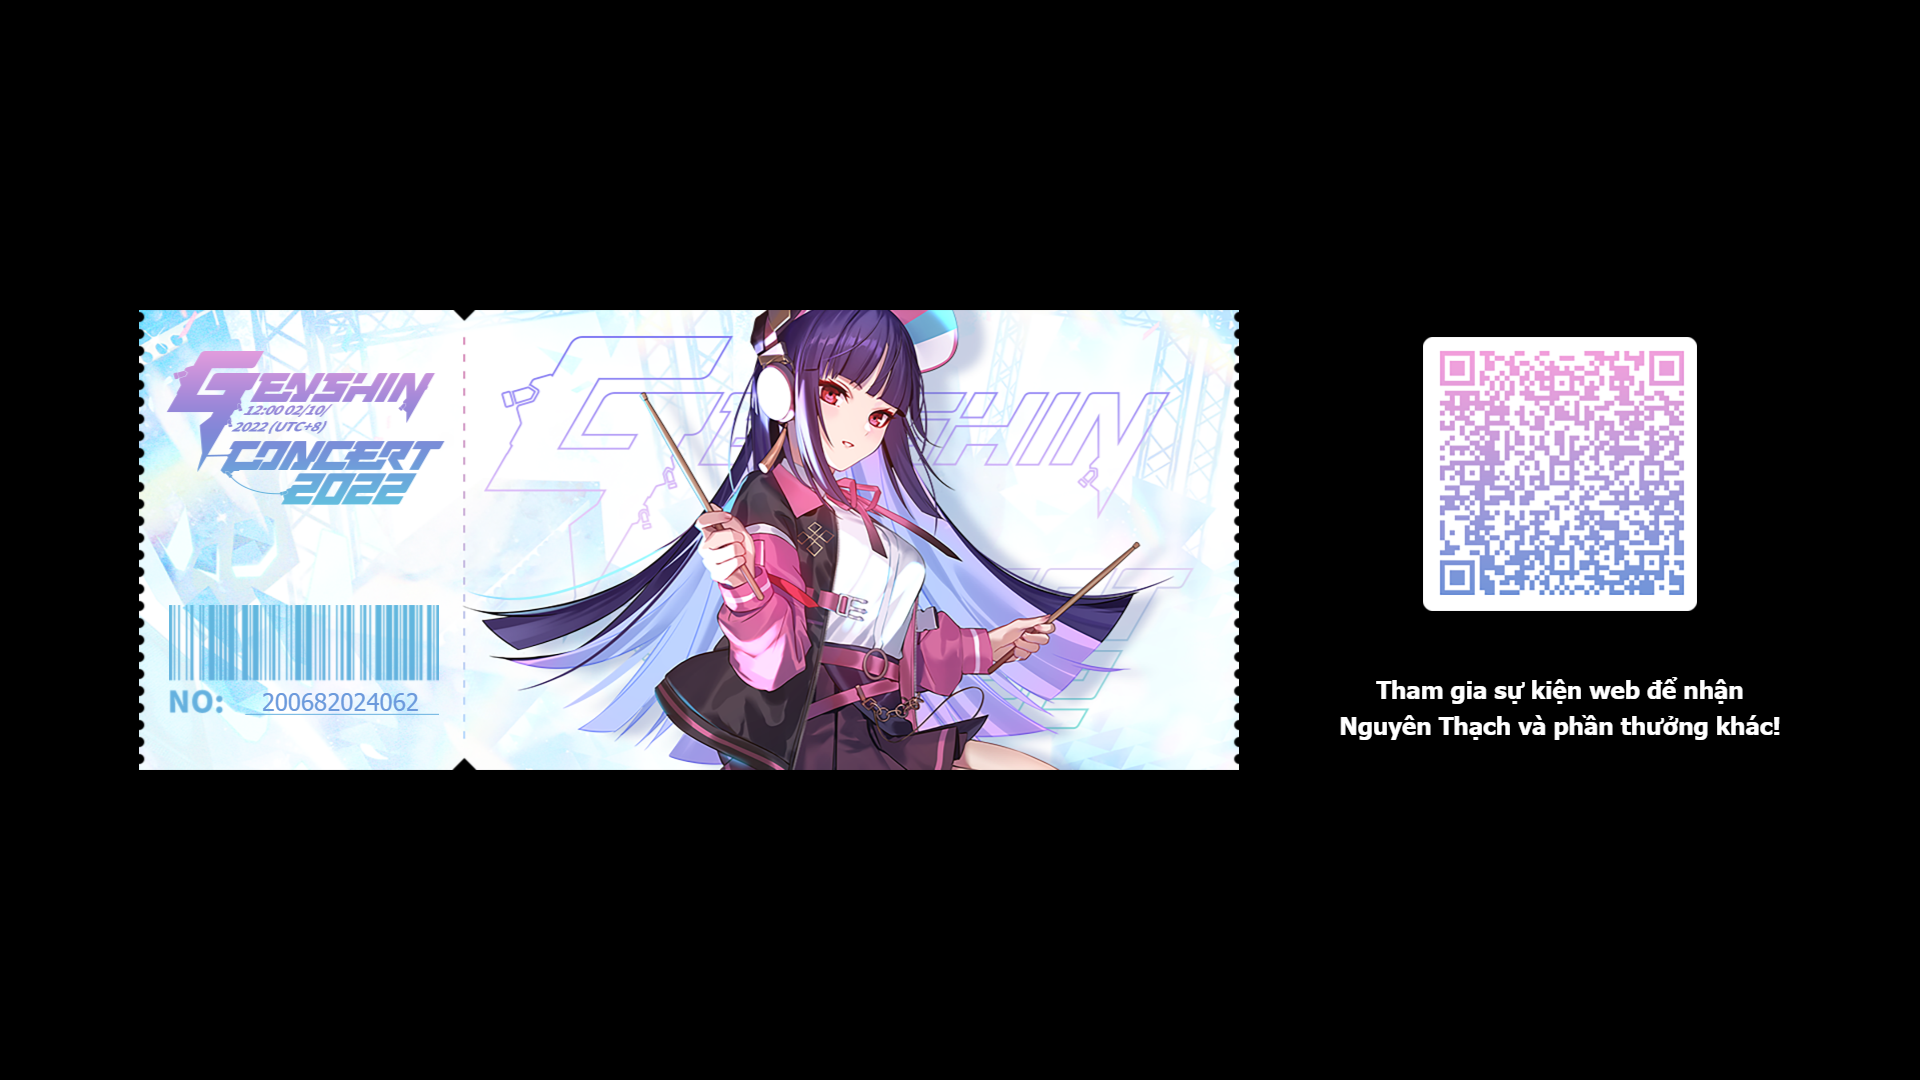 GENSHIN
12:00 02/10/
2022 (UTC+8)
CONCERT
2022
NO: 200682024062
GENSHIN
Tham gia sự kiện web để nhận
Nguyên Thạch và phần thưởng khác!